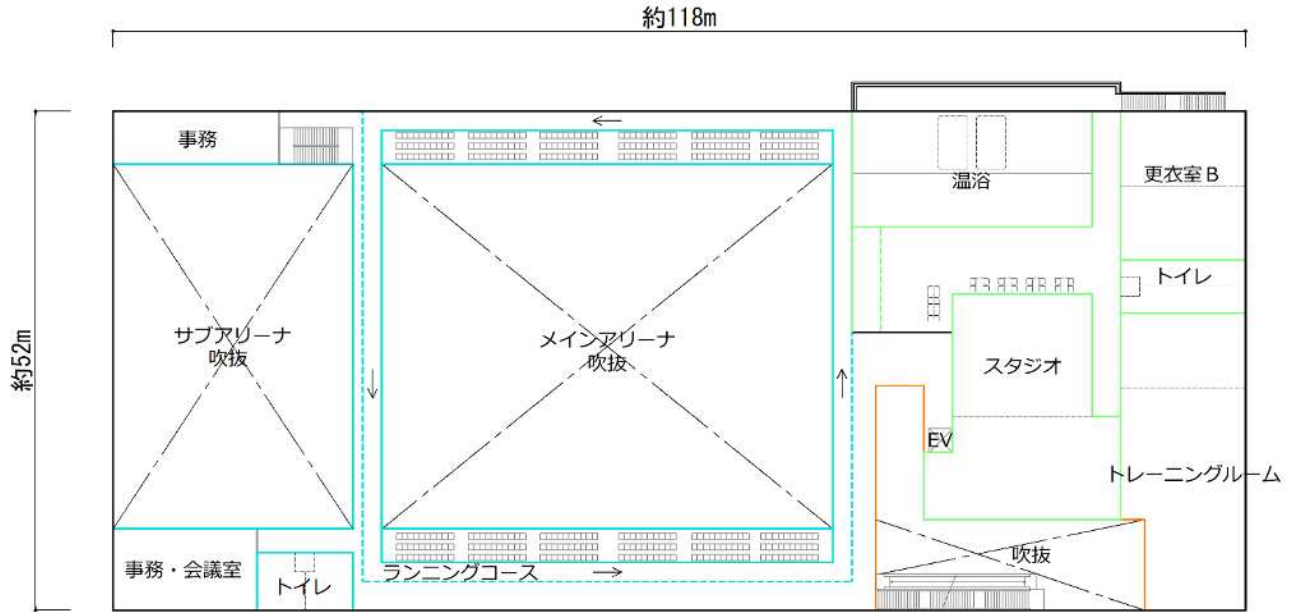 約118m
約52m
事務
温浴
更衣室B
トイレ
サブアリーナ
吹抜
メインアリーナ
吹抜
スタジオ
EV
トレーニングルーム
吹抜
事務・会議室
トイレ
ランニングコース